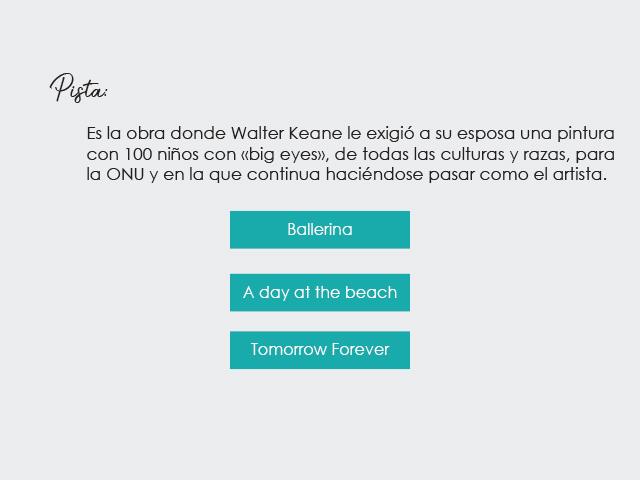 Pista:
Es la obra donde Walter Keane le exigió a su esposa una pintura
con 100 niños con «big eyes», de todas las culturas y razas, para
la ONU y en la que continua haciéndose pasar como el artista.
Ballerina
A day at the beach
Tomorrow Forever